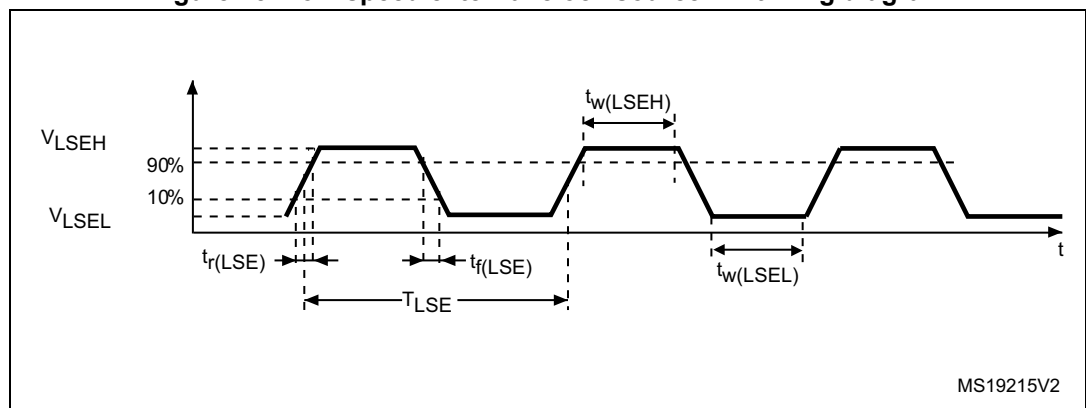 tw(LSEH)
VLSEH
90%
10%
VLSEL
tr(LSE)
tf(LSE)
TLSE
tw(LSEL)
t
MS19215V2